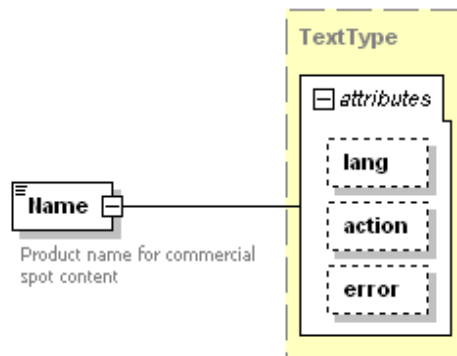 TextType
attributes
lang
Name
action
Product name for commercial
spot content
error